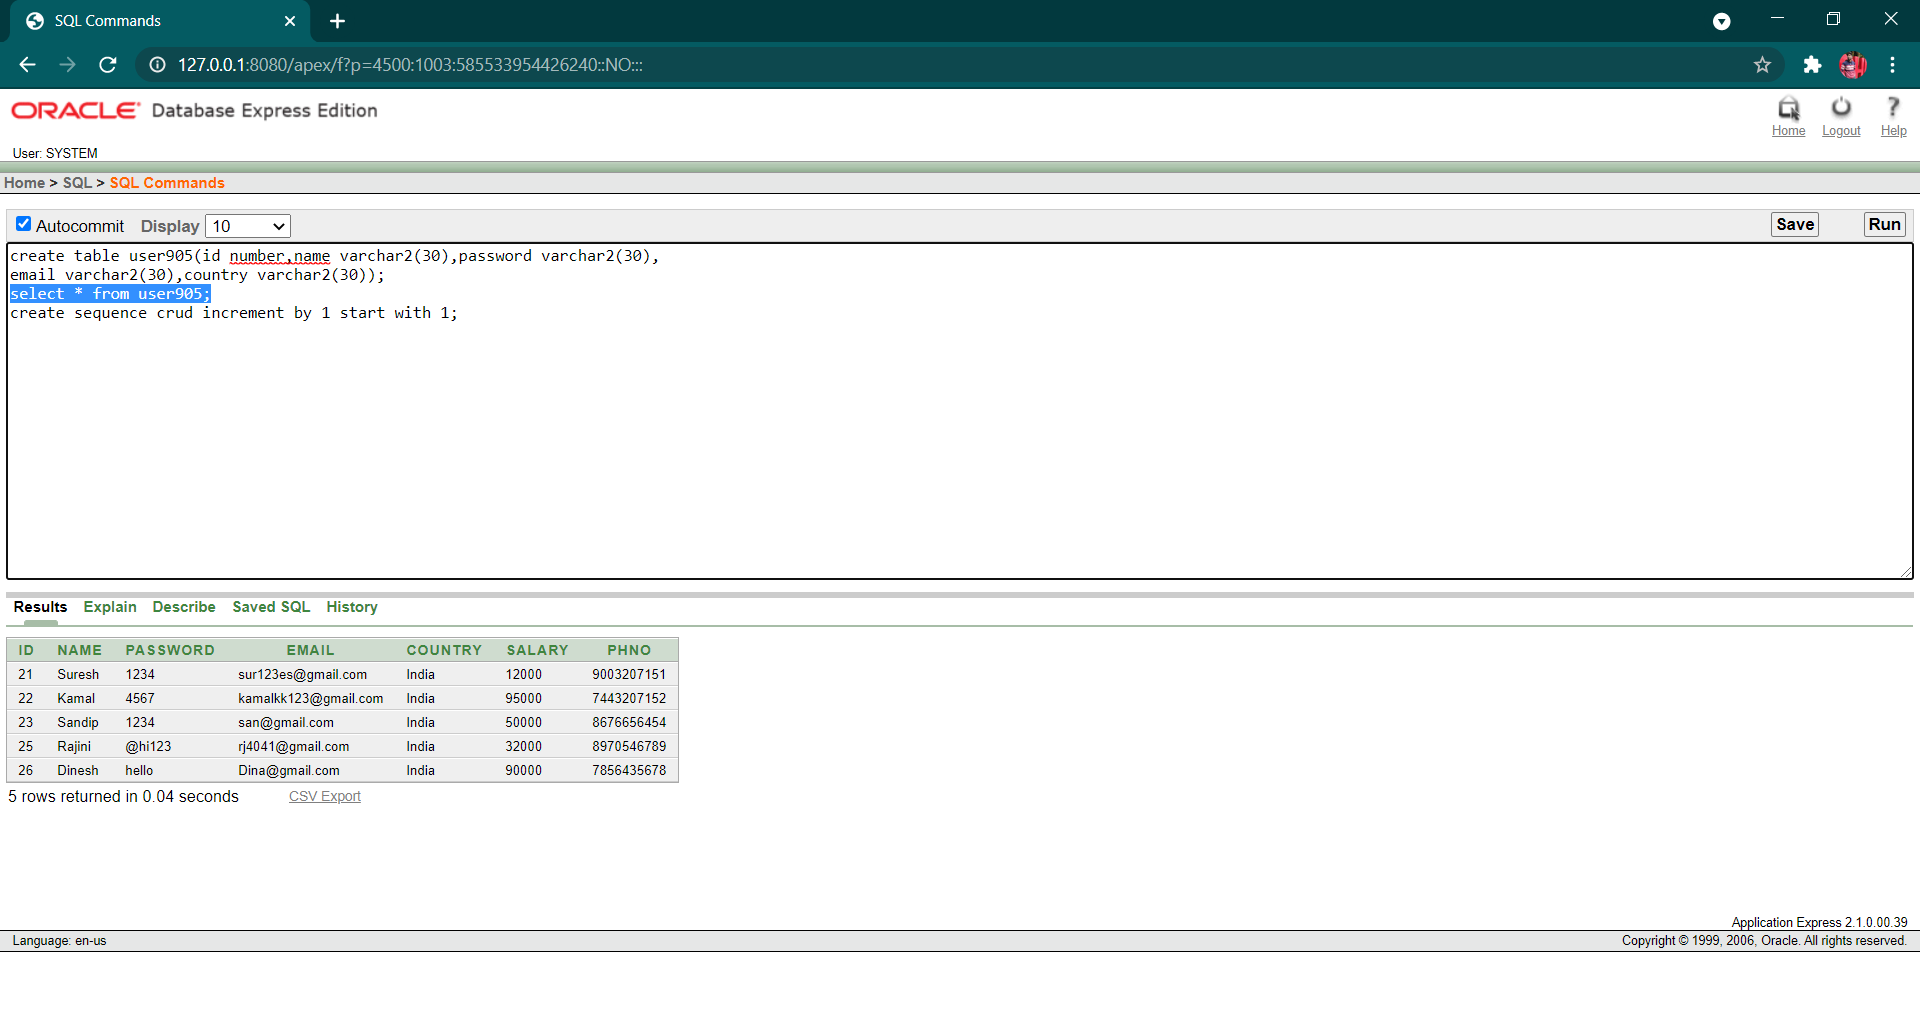 SQL Commands
127.0.0.1:8080/apex/f?p=4500:1003:585533954426240::NO:::
ORACLE Database Express Edition
Home Logout Help
User: SYSTEM
Home > SQL > SQL Commands
Autocommit Display 10 Save Run
create table user905(id number,name varchar2(30),password varchar2(30),
email varchar2(30),country varchar2(30));
select * from user905;
create sequence crud increment by 1 start with 1;
Results Explain Describe Saved SQL History
ID NAME PASSWORD EMAIL COUNTRY SALARY PHNO
21 Suresh 1234 sur123es@gmail.com India 12000 9003207151
22 Kamal 4567 kamalkk123@gmail.com India 95000 7443207152
23 Sandip 1234 san@gmail.com India 50000 8676656454
25 Rajini @hi123 rj4041@gmail.com India 32000 8970546789
26 Dinesh hello Dina@gmail.com India 90000 7856435678
5 rows returned in 0.04 seconds CSV Export
Application Express 2.1.0.00.39
Language: en-us Copyright © 1999, 2006, Oracle. All rights reserved.